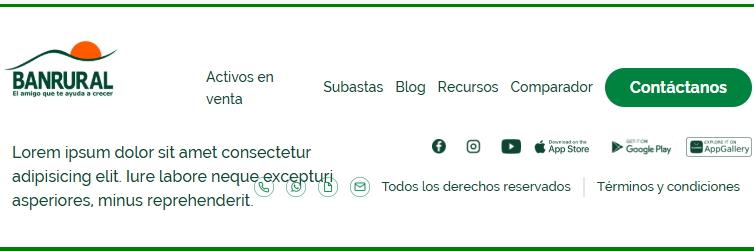 BANRURAL
El amigo que te ayuda a crecer
Activos en
venta
Subastas
Blog
Recursos
Comparador
Contáctanos
Download on the
App Store
GET IT ON
Google Play
EXPLORE IT ON
AppGallery
Lorem ipsum dolor sit amet consectetur
adipisicing elit. Iure labore neque excepturi
asperiores, minus reprehenderit.
Todos los derechos reservados
Términos y condiciones